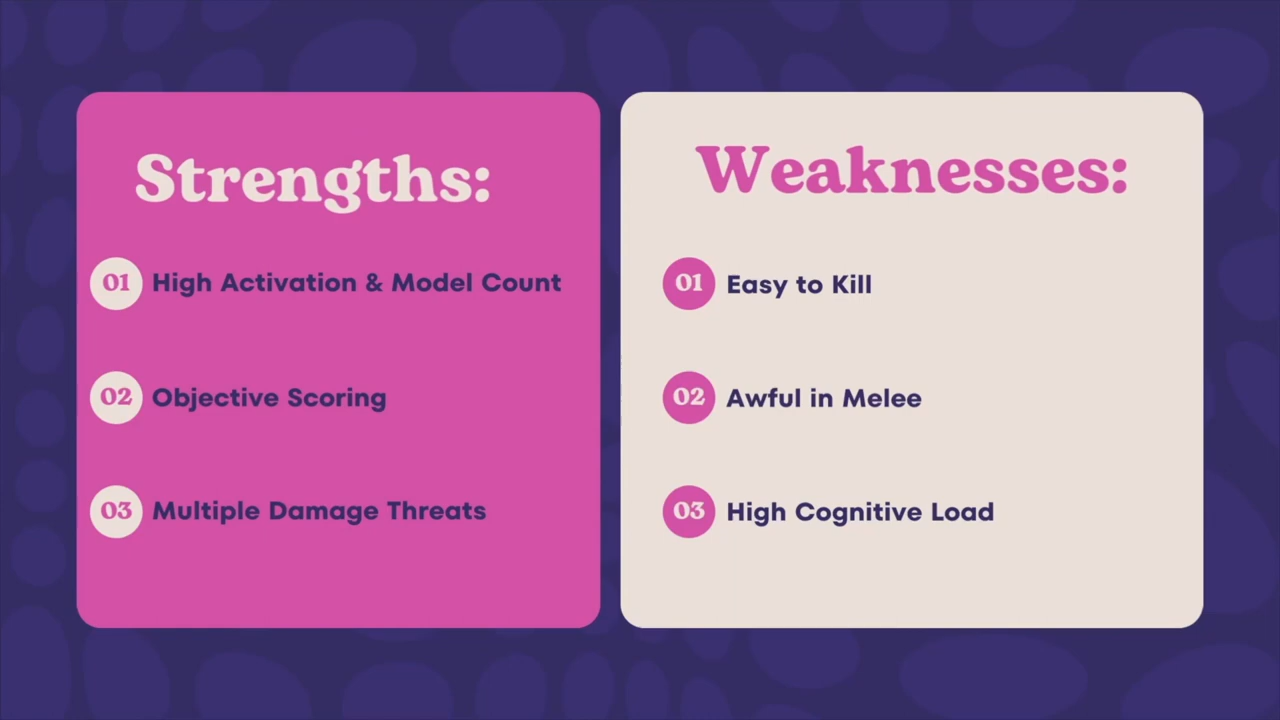 Strengths:
01 High Activation & Model Count
02 Objective Scoring
03 Multiple Damage Threats
Weaknesses:
01 Easy to Kill
02 Awful in Melee
03 High Cognitive Load